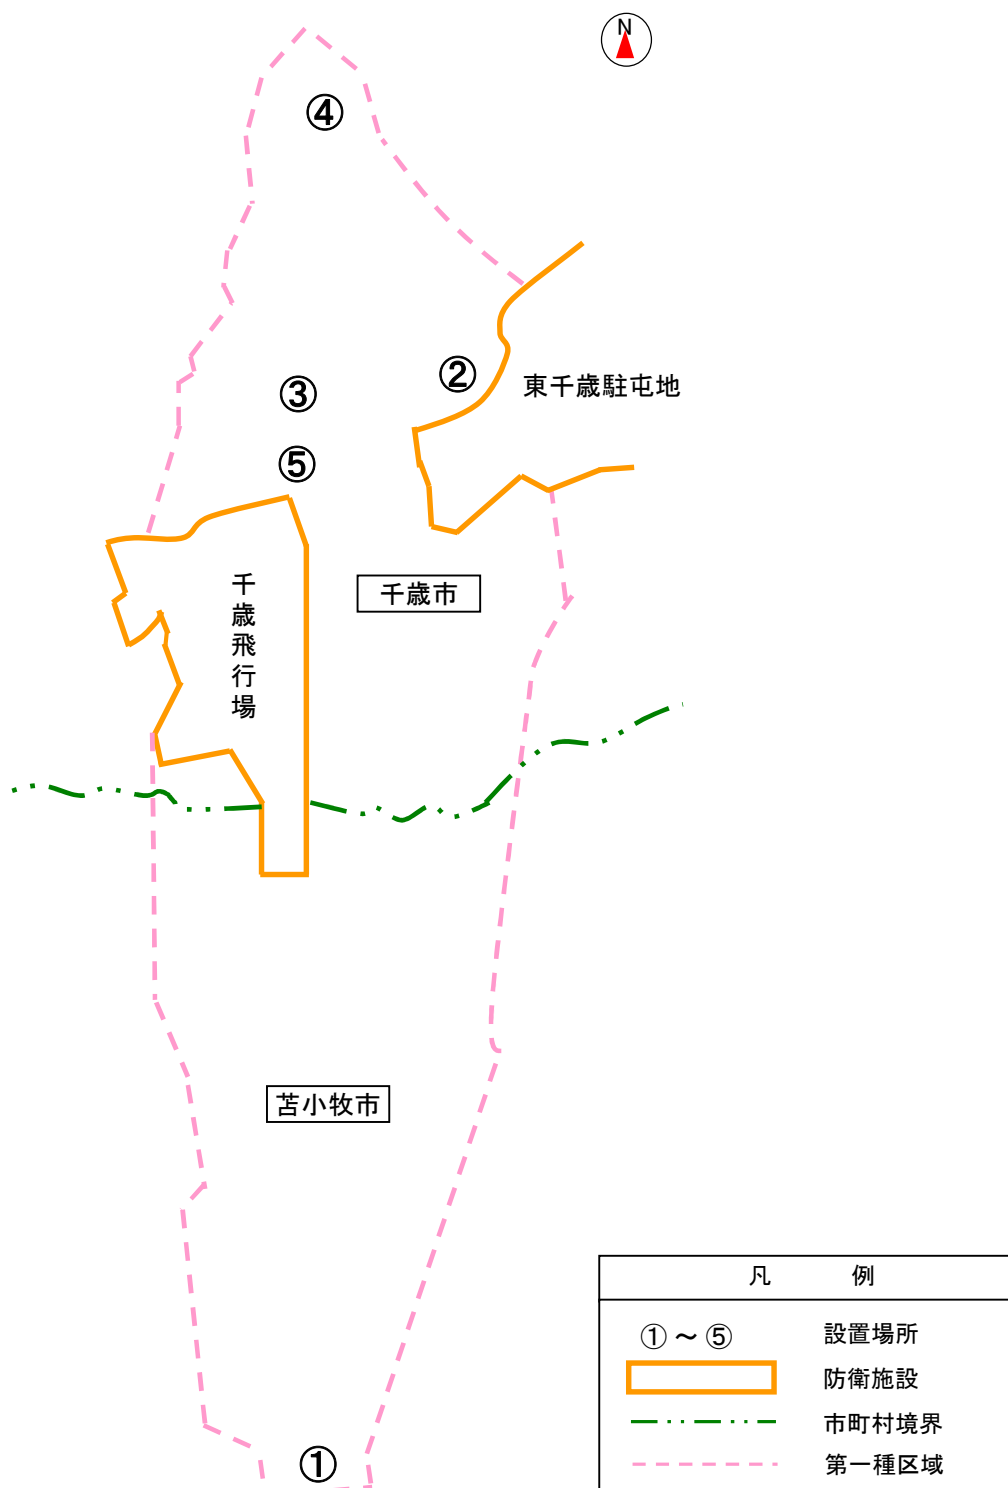 N
④
②
③
東千歳駐屯地
⑤
千歳市
千歳飛行場
苫小牧市
①
凡 例
①～⑤ 設置場所
防衛施設
市町村境界
第一種区域